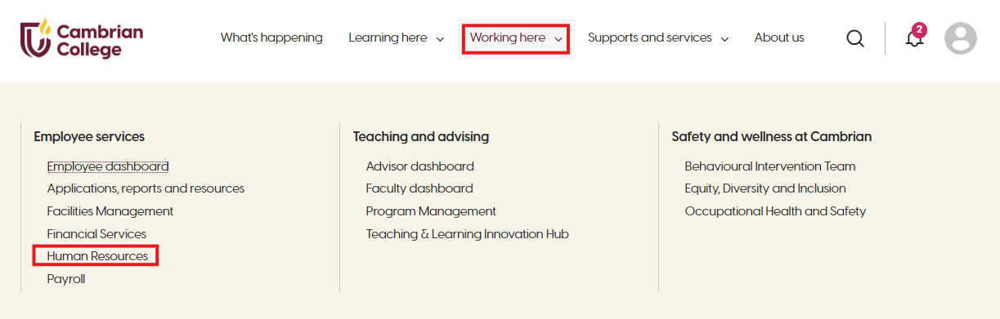 Cambrian College
What's happening
Learning here
Working here
Supports and services
About us
2
Employee services
Employee dashboard
Applications, reports and resources
Facilities Management
Financial Services
Human Resources
Payroll
Teaching and advising
Advisor dashboard
Faculty dashboard
Program Management
Teaching & Learning Innovation Hub
Safety and wellness at Cambrian
Behavioural Intervention Team
Equity, Diversity and Inclusion
Occupational Health and Safety